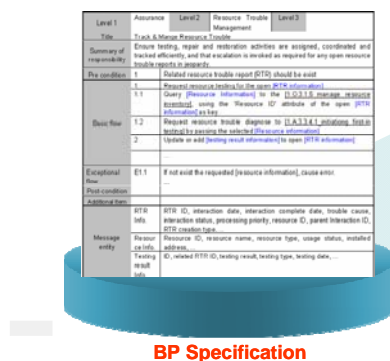 Level 1 Assurance Level 2 Resource Trouble Management Level 3
Title Track & Mange Resource Trouble
Summary of responsibility Ensure testing, repair and restoration activities are assigned, coordinated and
tracked efficiently, and that escalation is invoked as required for any open resource
trouble reports in jeopardy.
Pre condition Related resource trouble report (RTR) should be exist
Basic flow 1 Request resource testing for the open [RTR information]
1.1 Query [Resource Information] to the [1.O.3.1.5 manage resource
inventory], using the 'Resource ID' attribute of the open [RTR
information] as key.
1.2 Request resource trouble diagnose to [1.A.3.3.4.1 initialising first-in
testing] by passing the selected [Resource information]
2 Update or add [testing result information] to open [RTR information]
...
Exceptional flow E1.1 If not exist the requested [resource information], cause error.
...
Post-condition
Additional Item
Message entity RTR Info. RTR ID, interaction date, interaction complete date, trouble cause,
interaction status, processing priority, resource ID, parent Interaction ID,
RTR creation type...
Resource Info. Resource ID, resource name, resource type, usage status, installed
address,...
Testing result Info ID, releted RTR ID, testing result, testing type, testing date,...
BP Specification